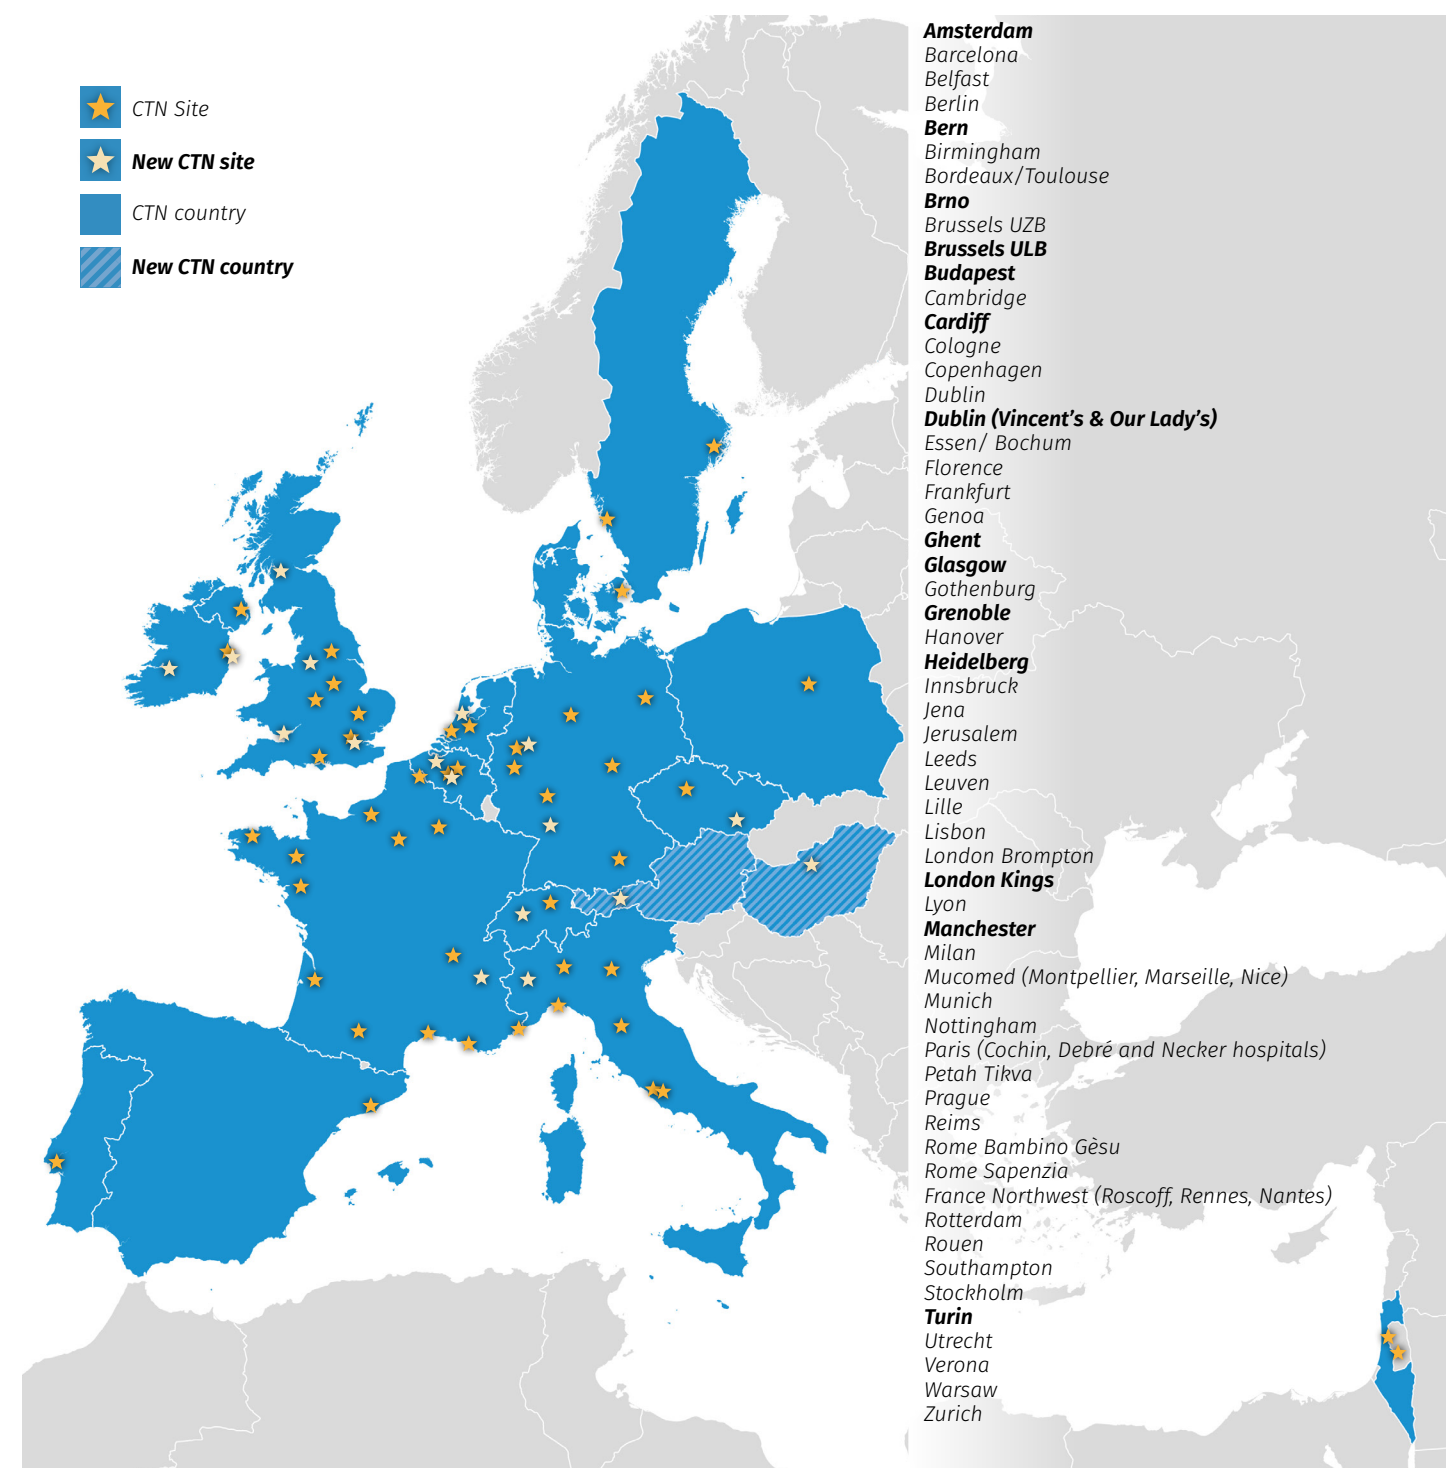 CTN Site
New CTN site
CTN country
New CTN country
Amsterdam
Barcelona
Belfast
Berlin
Bern
Birmingham
Bordeaux/Toulouse
Brno
Brussels UZB
Brussels ULB
Budapest
Cambridge
Cardiff
Cologne
Copenhagen
Dublin
Dublin (Vincent's & Our Lady's)
Essen/ Bochum
Florence
Frankfurt
Genoa
Ghent
Glasgow
Gothenburg
Grenoble
Hanover
Heidelberg
Innsbruck
Jena
Jerusalem
Leeds
Leuven
Lille
Lisbon
London Brompton
London Kings
Lyon
Manchester
Milan
Mucomed (Montpellier, Marseille, Nice)
Munich
Nottingham
Paris (Cochin, Debré and Necker hospitals)
Petah Tikva
Prague
Reims
Rome Bambino Gèsu
Rome Sapenzia
France Northwest (Roscoff, Rennes, Nantes)
Rotterdam
Rouen
Southampton
Stockholm
Turin
Utrecht
Verona
Warsaw
Zurich